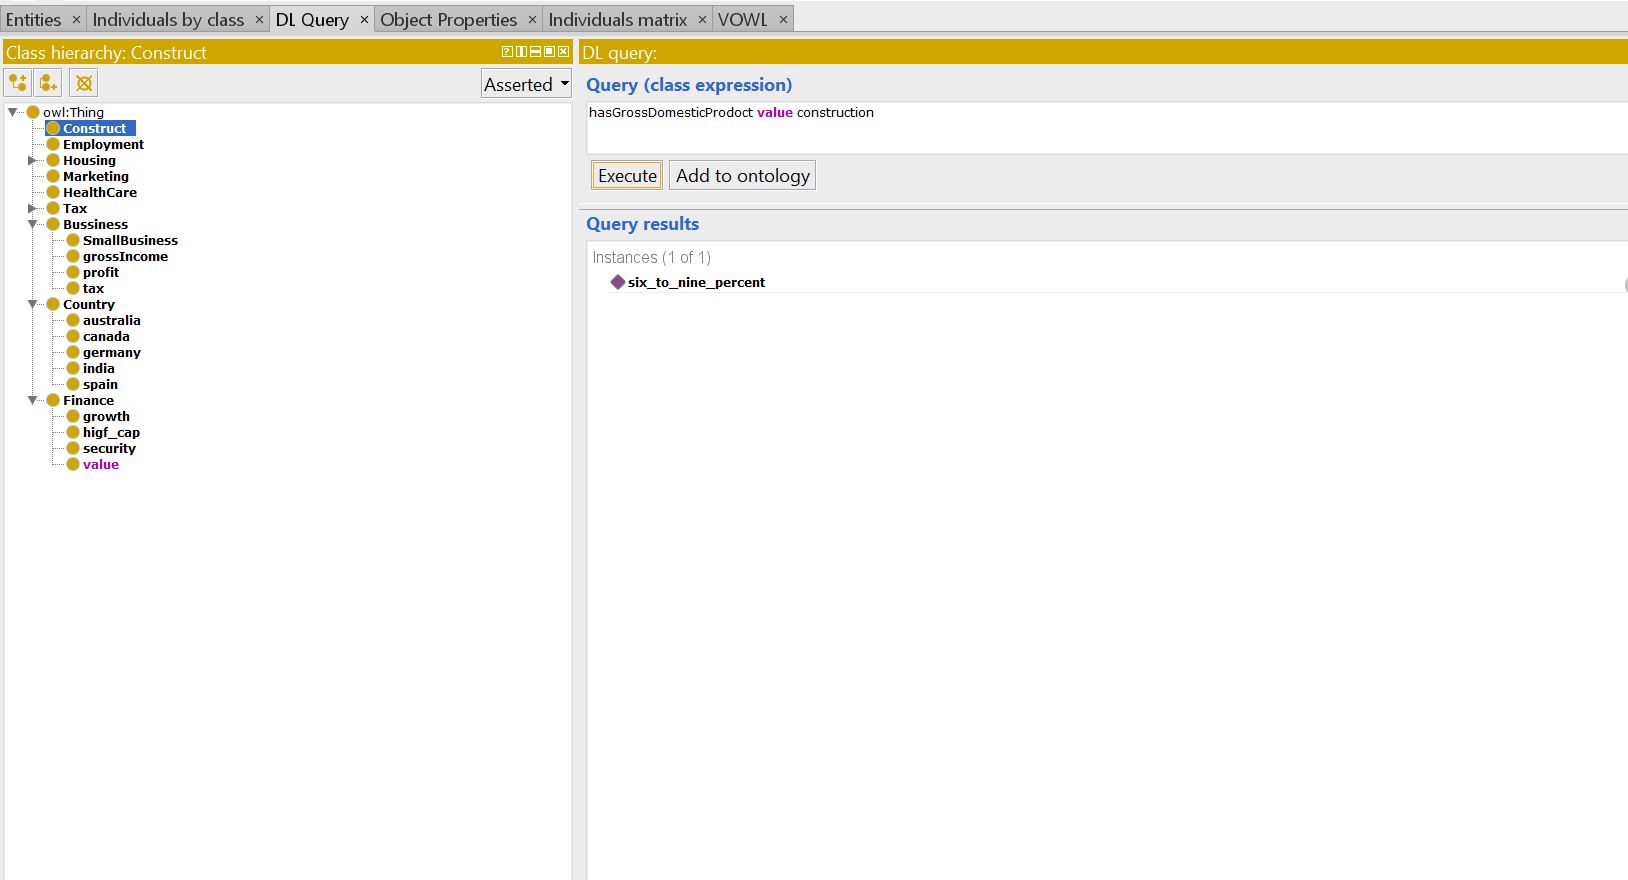 Entities × Individuals by class × DL Query × Object Properties × Individuals matrix × VOWL ×
Class hierarchy: Construct
Asserted
owl:Thing
Construct
Employment
Housing
Marketing
HealthCare
Tax
Bussiness
SmallBusiness
grossIncome
profit
tax
Country
australia
canada
germany
india
spain
Finance
growth
higf_cap
security
value
DL query:
Query (class expression)
hasGrossDomesticProdoct value construction
Execute Add to ontology
Query results
Instances (1 of 1)
six_to_nine_percent